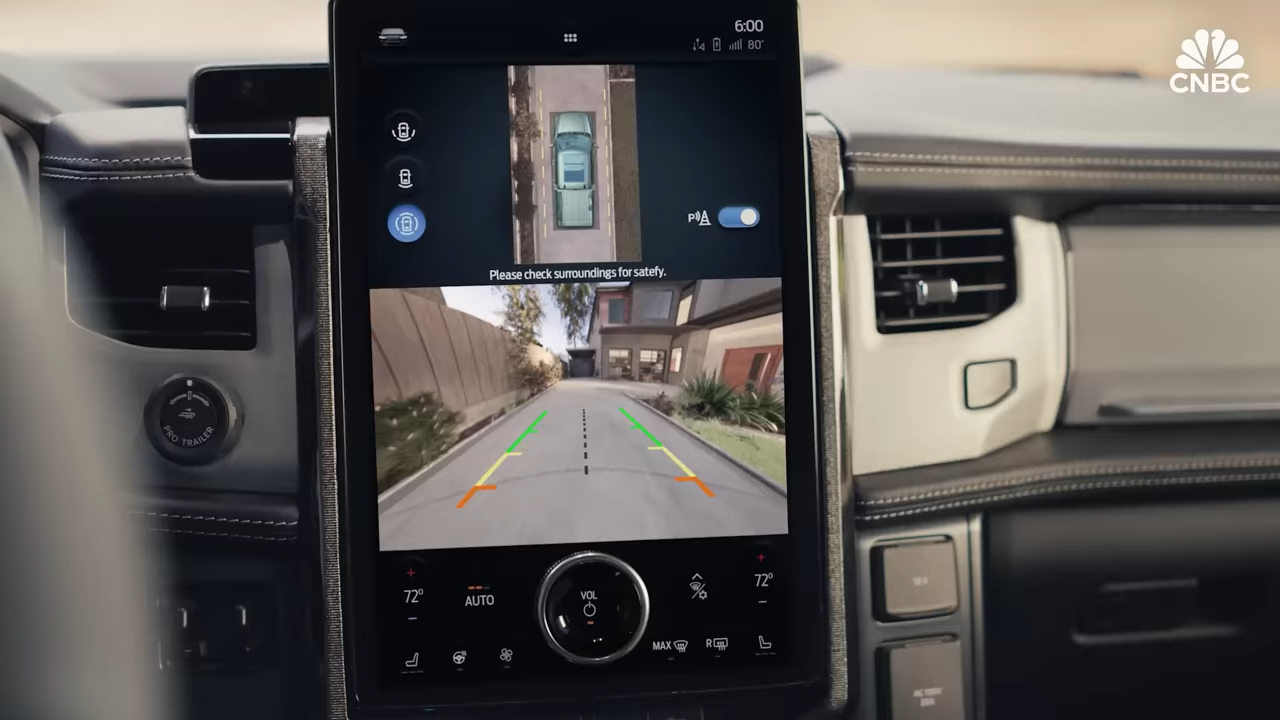 6:00
80°
CNBC
P
Please check surroundings for satefy.
PRO TRAILER
72°
AUTO
VOL
72°
MAX
R